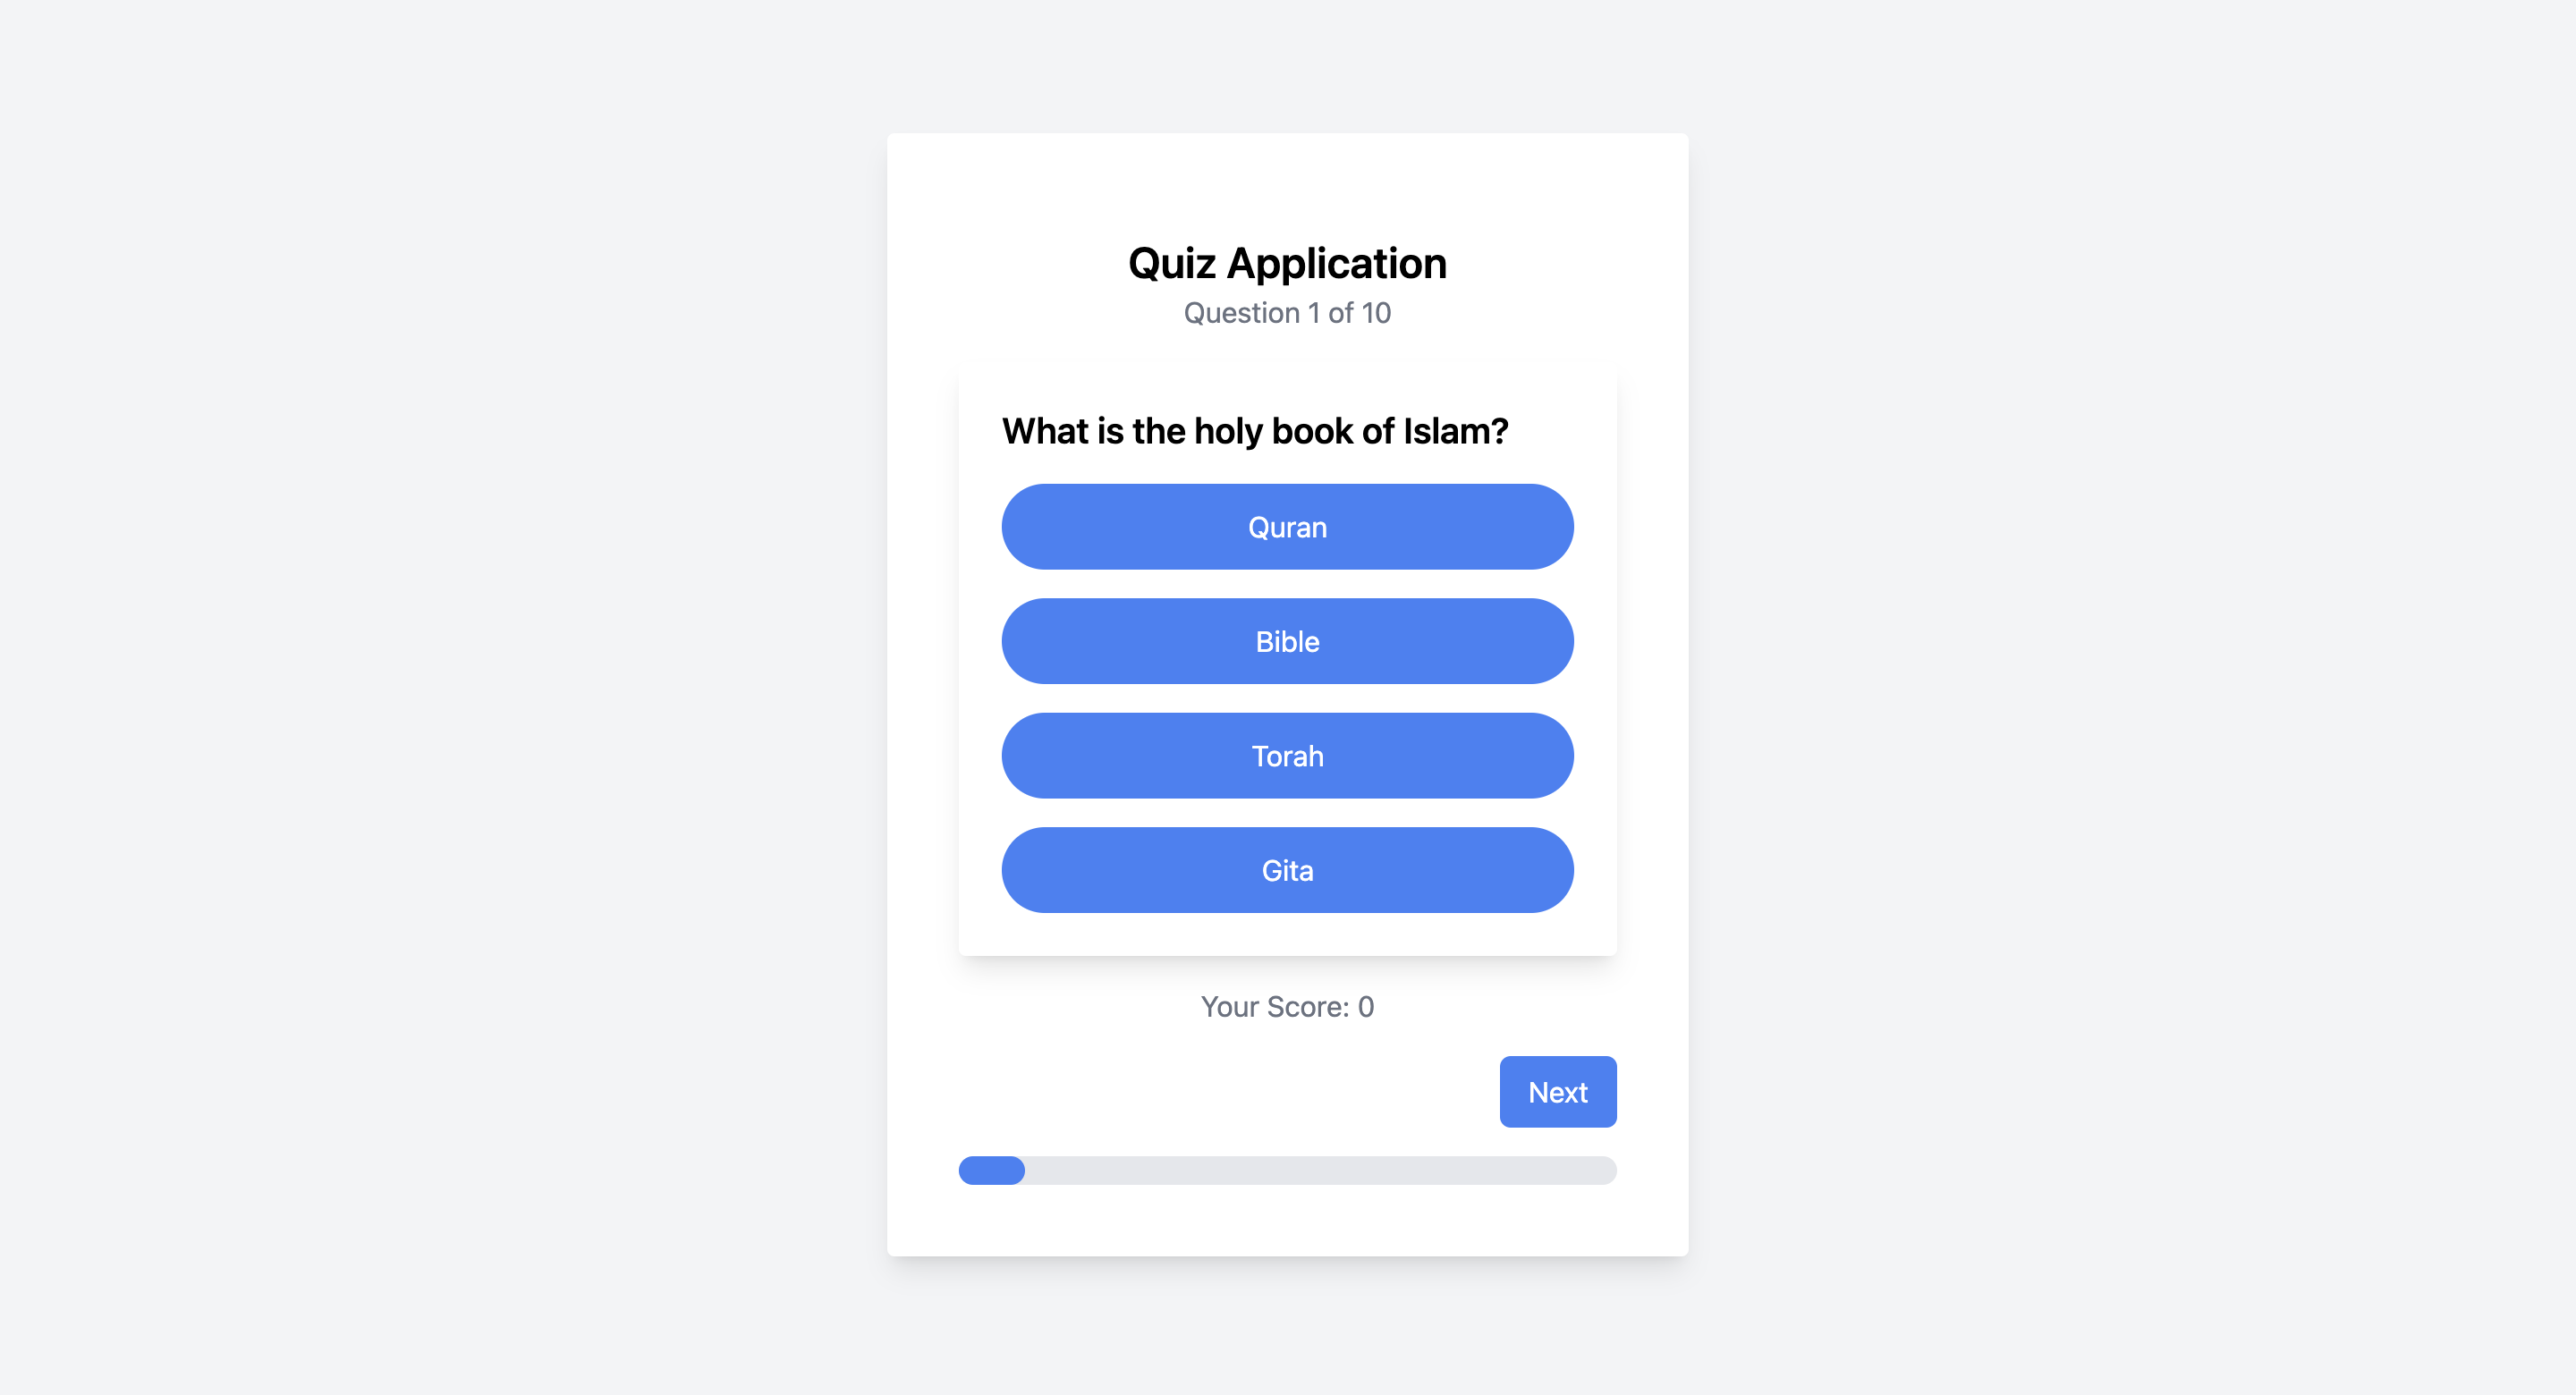 Quiz Application
Question 1 of 10
What is the holy book of Islam?
Quran
Bible
Torah
Gita
Your Score: 0
Next